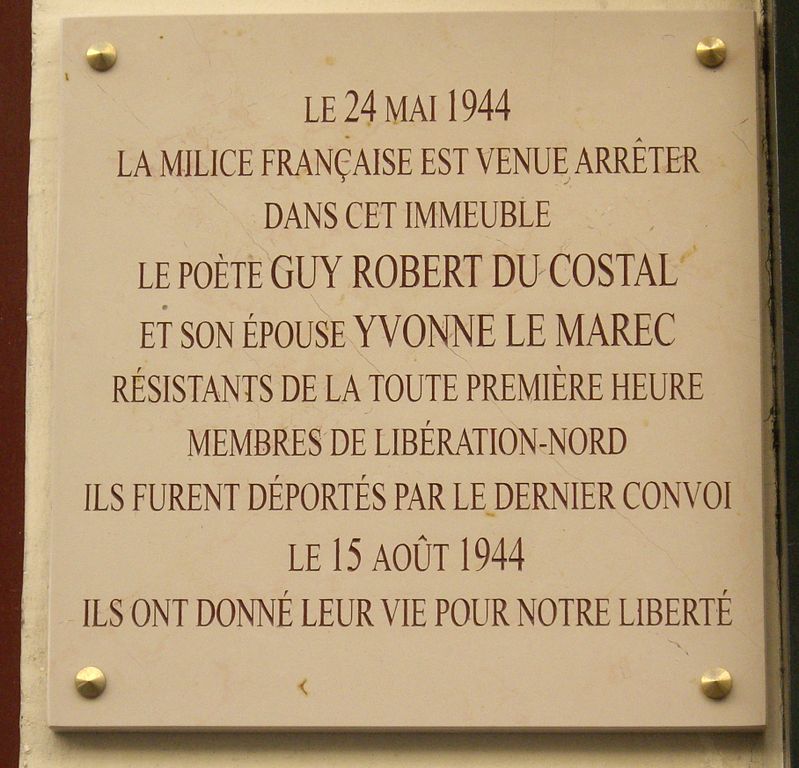 LE 24 MAI 1944
LA MILICE FRANÇAISE EST VENUE ARRÊTER
DANS CET IMMEUBLE
LE POÈTE GUY ROBERT DU COSTAL
ET SON ÉPOUSE YVONNE LE MAREC
RÉSISTANTS DE LA TOUTE PREMIÈRE HEURE
MEMBRES DE LIBÉRATION-NORD
ILS FURENT DÉPORTÉS PAR LE DERNIER CONVOI
LE 15 AOÛT 1944
ILS ONT DONNÉ LEUR VIE POUR NOTRE LIBERTÉ